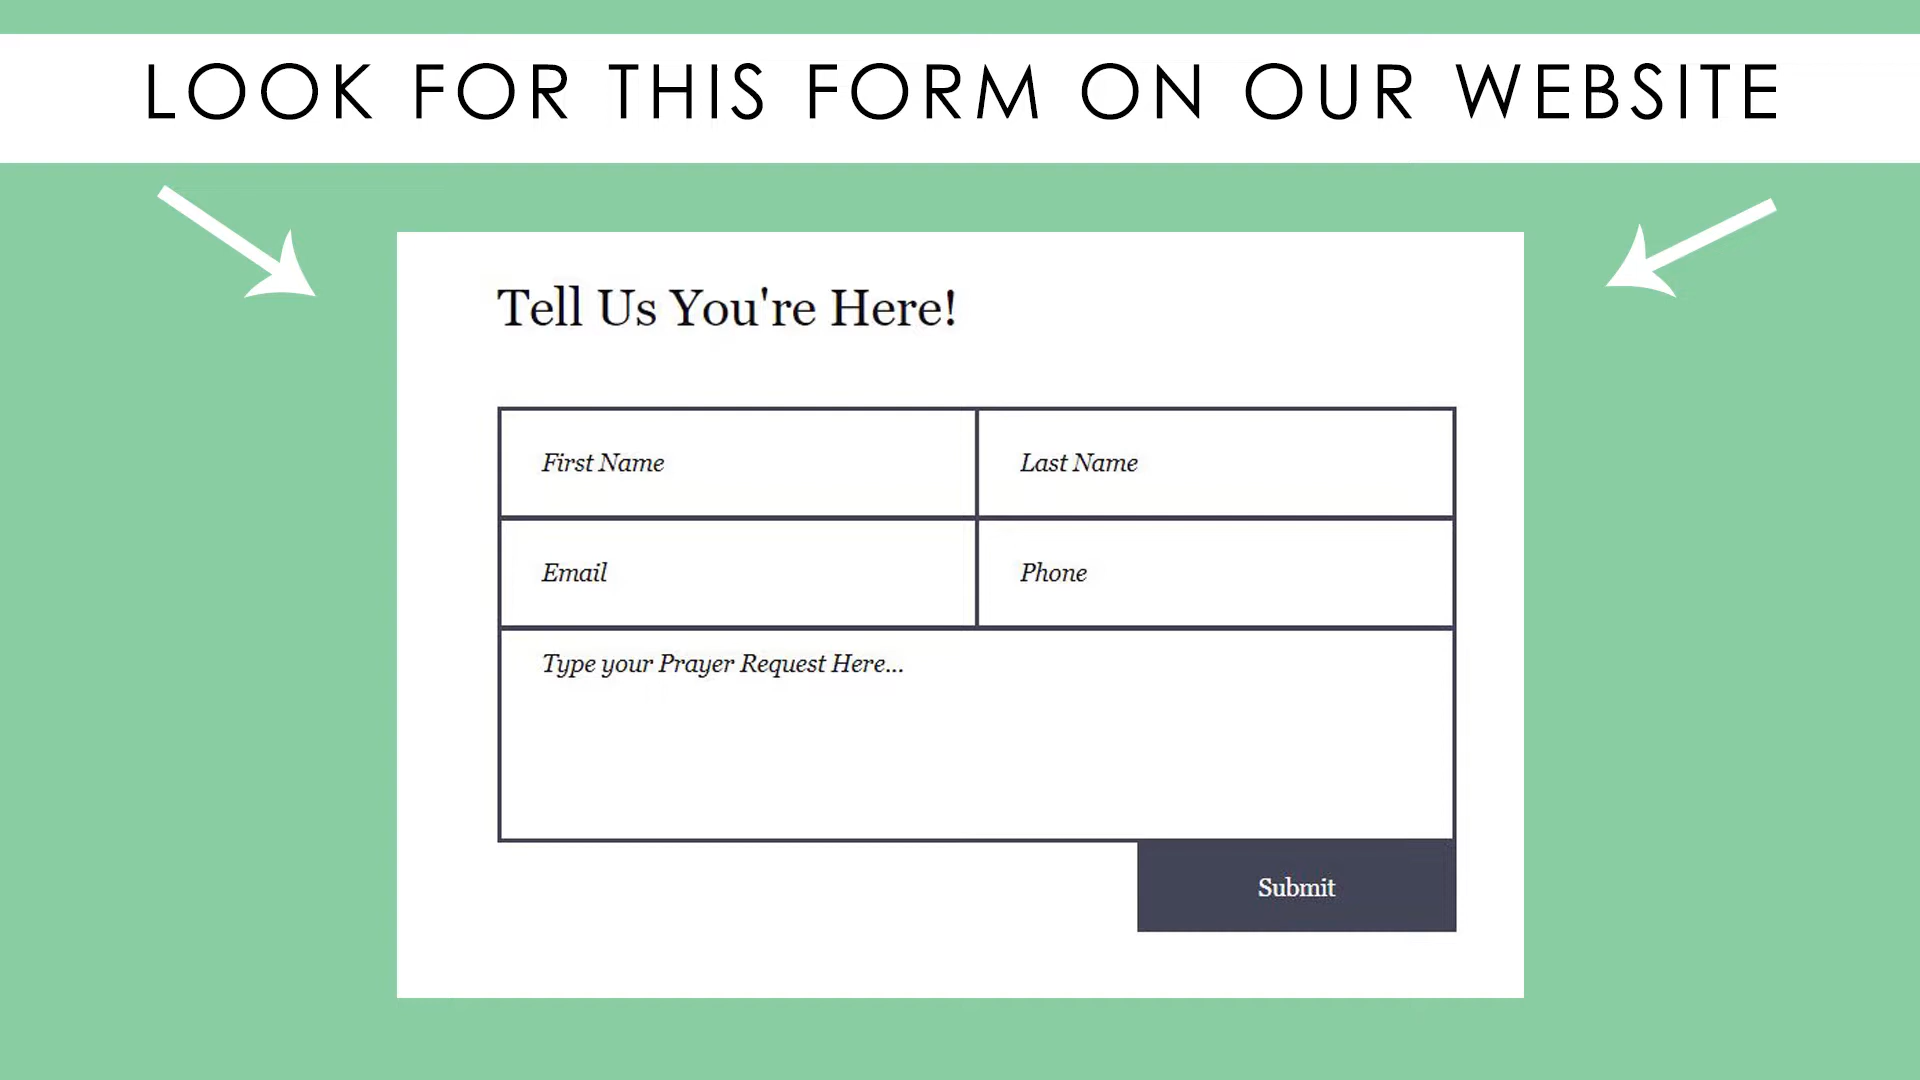 LOOK FOR THIS FORM ON OUR WEBSITE
Tell Us You're Here!
First Name
Last Name
Email
Phone
Type your Prayer Request Here...
Submit